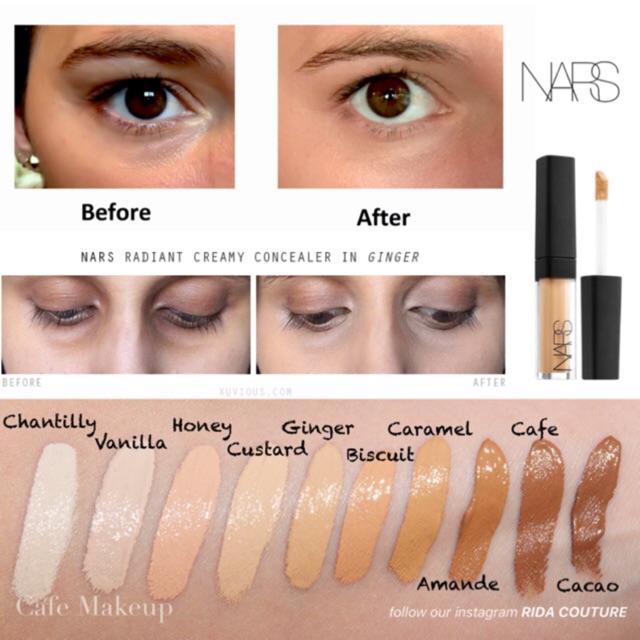 NARS
Before
After
NARS RADIANT CREAMY CONCEALER IN GINGER
NARS
BEFORE
AFTER
XUVIOUS.COM
Chantilly
Vanilla
Honey
Custard
Ginger
Biscuit
Caramel
Cafe
Amande
Cacao
Cafe Makeup
follow our instagram RIDA COUTURE